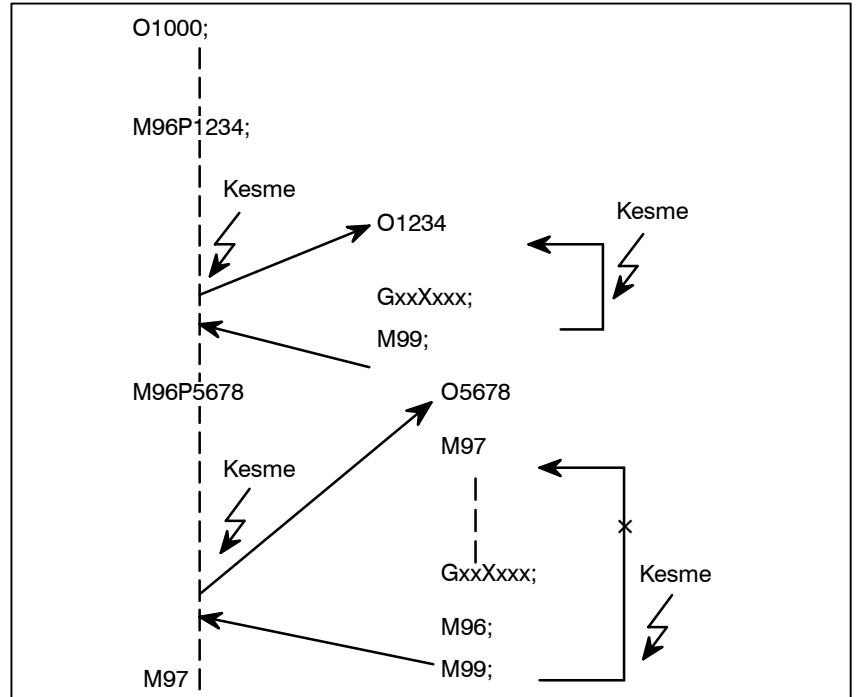 O1000;
M96P1234;
Kesme
O1234
Kesme
GxxXxxx;
M99;
M96P5678
O5678
M97
Kesme
GxxXxxx;
Kesme
M96;
M99;
M97